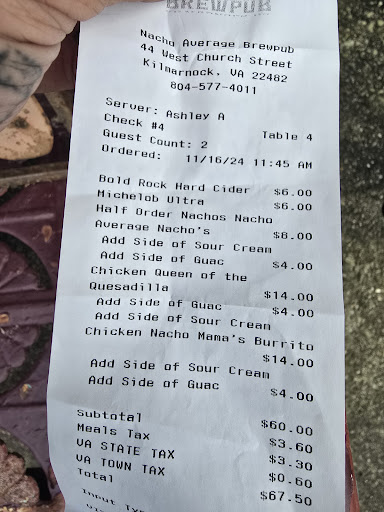 BREWPUB
Nacho Average Brewpub
44 West Church Street
Kilmarnock, VA 22482
804-577-4011
Server: Ashley A
Check #4 Table 4
Guest Count: 2
Ordered: 11/16/24 11:45 AM
Bold Rock Hard Cider $6.00
Michelob Ultra $6.00
Half Order Nachos Nacho
Average Nacho's $8.00
Add Side of Sour Cream
Add Side of Guac $4.00
Chicken Queen of the
Quesadilla $14.00
Add Side of Guac $4.00
Add Side of Sour Cream
Chicken Nacho Mama's Burrito
$14.00
Add Side of Sour Cream
Add Side of Guac $4.00
Subtotal $60.00
Meals Tax $3.60
VA STATE TAX $3.30
VA TOWN TAX $0.60
Total $67.50
Input